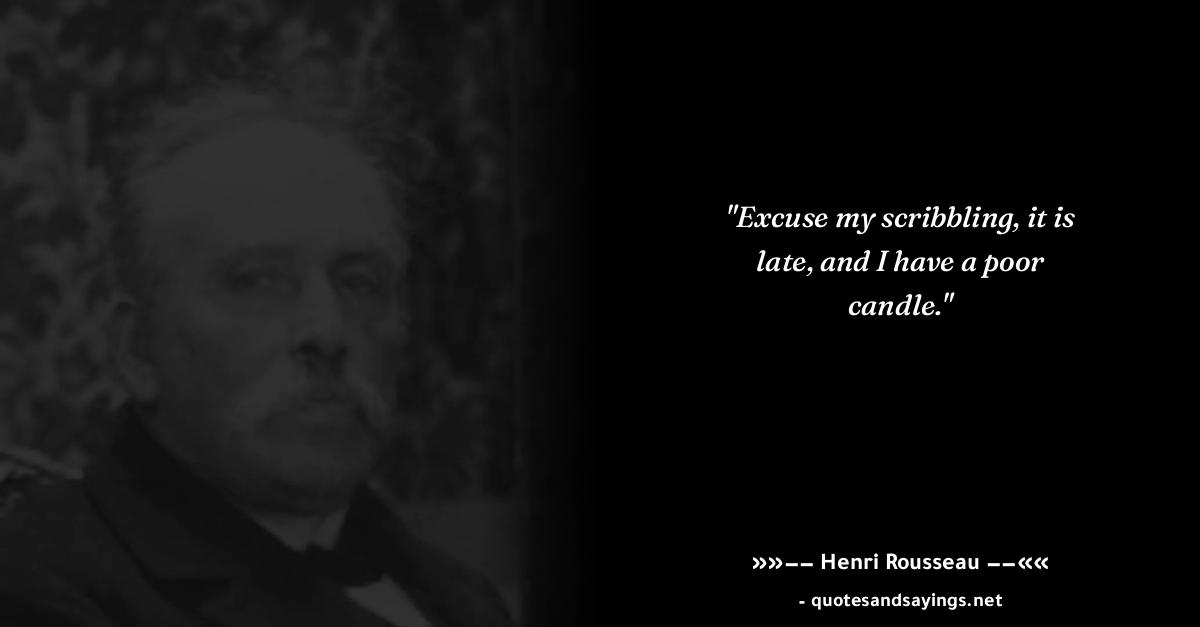 "Excuse my scribbling, it is
late, and I have a poor
candle."
»»–– Henri Rousseau ––««
- quotesandsayings.net